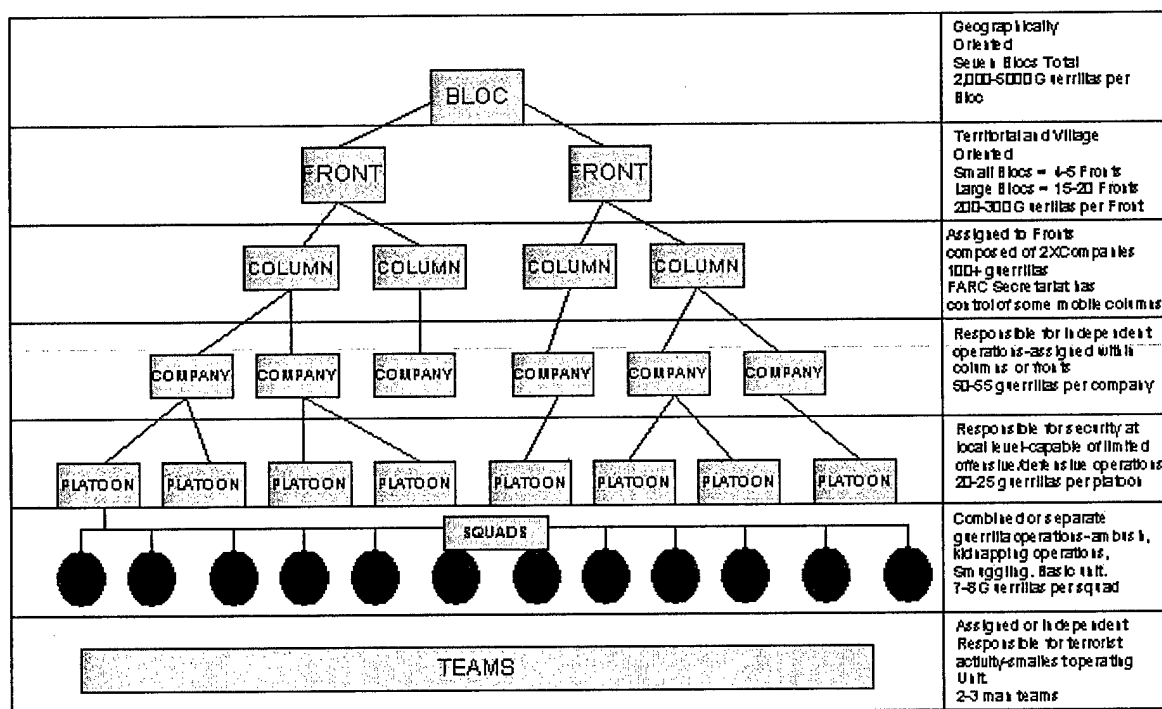 BLOC
Geographically
Oriented
Seven Blocs Total
2,000-5000 Guerrillas per
Bloc
FRONT FRONT
Territorial and Village
Oriented
Small Blocs = 4-5 Fronts
Large Blocs = 15-20 Fronts
200-300 Guerillas per Front
COLUMN COLUMN COLUMN COLUMN
Assigned to Fronts
composed of 2XCompanies
100+ guerrillas
FARC Secretariat has
control of some mobile columns
COMPANY COMPANY COMPANY COMPANY COMPANY COMPANY
Responsible for Independent
operations-assigned within
columns or fronts
50-55 guerrillas per company
PLATOON PLATOON PLATOON PLATOON PLATOON PLATOON PLATOON PLATOON
Responsible for security at
local level-capable of limited
offensive/defensive operations
20-25 guerrillas per platoon
SQUADS
Combined or separate
guerrilla operations-ambush,
kidnapping operations,
Smuggling. Basic unit.
7-8 Guerrillas per squad
TEAMS
Assigned or Independent
Responsible for terrorist
activity-smallest operating
Unit.
2-3 man teams